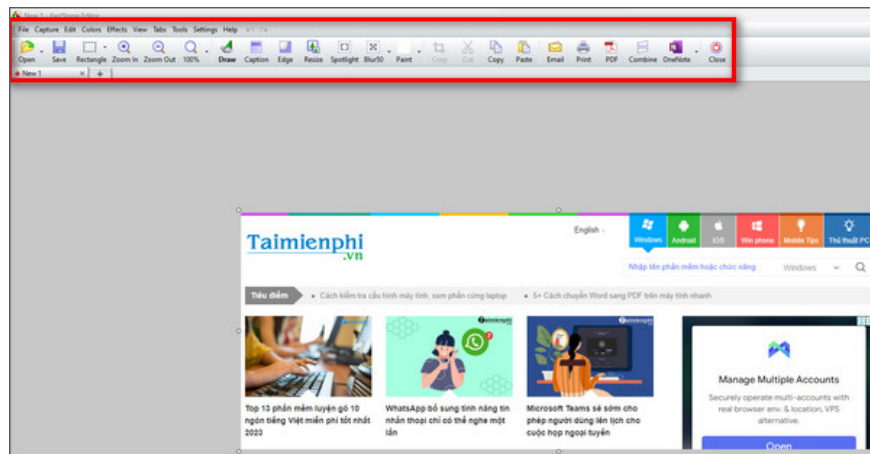 New 1 - FastStone Editor
File Capture Edit Colors Effects View Tabs Tools Settings Help
Open Save Rectangle Zoom In Zoom Out 100% Draw Caption Edge Resize Spotlight Blur50 Paint Crop Cut Copy Paste Email Print PDF Combine OneNote Close
New 1 × +
Taimienphi
.vn
English
Windows Android iOS Win phone Mobile Tips Thủ thuật PC
Nhập tên phần mềm hoặc chức năng Windows
Tiêu điểm • Cách kiểm tra cấu hình máy tính, xem phần cứng laptop • 5+ Cách chuyển Word sang PDF trên máy tính nhanh
Taimienphi Taimienphi
Top 13 phần mềm luyện gõ 10
ngón tiếng Việt miễn phí tốt nhất
2023
WhatsApp bổ sung tính năng tin
nhắn thoại chỉ có thể nghe một
lần
Microsoft Teams sẽ sớm cho
phép người dùng lên lịch cho
cuộc họp ngoại tuyến
Manage Multiple Accounts
Securely operate multi-accounts with
real browser env. & location, VPS
alternative.
Open